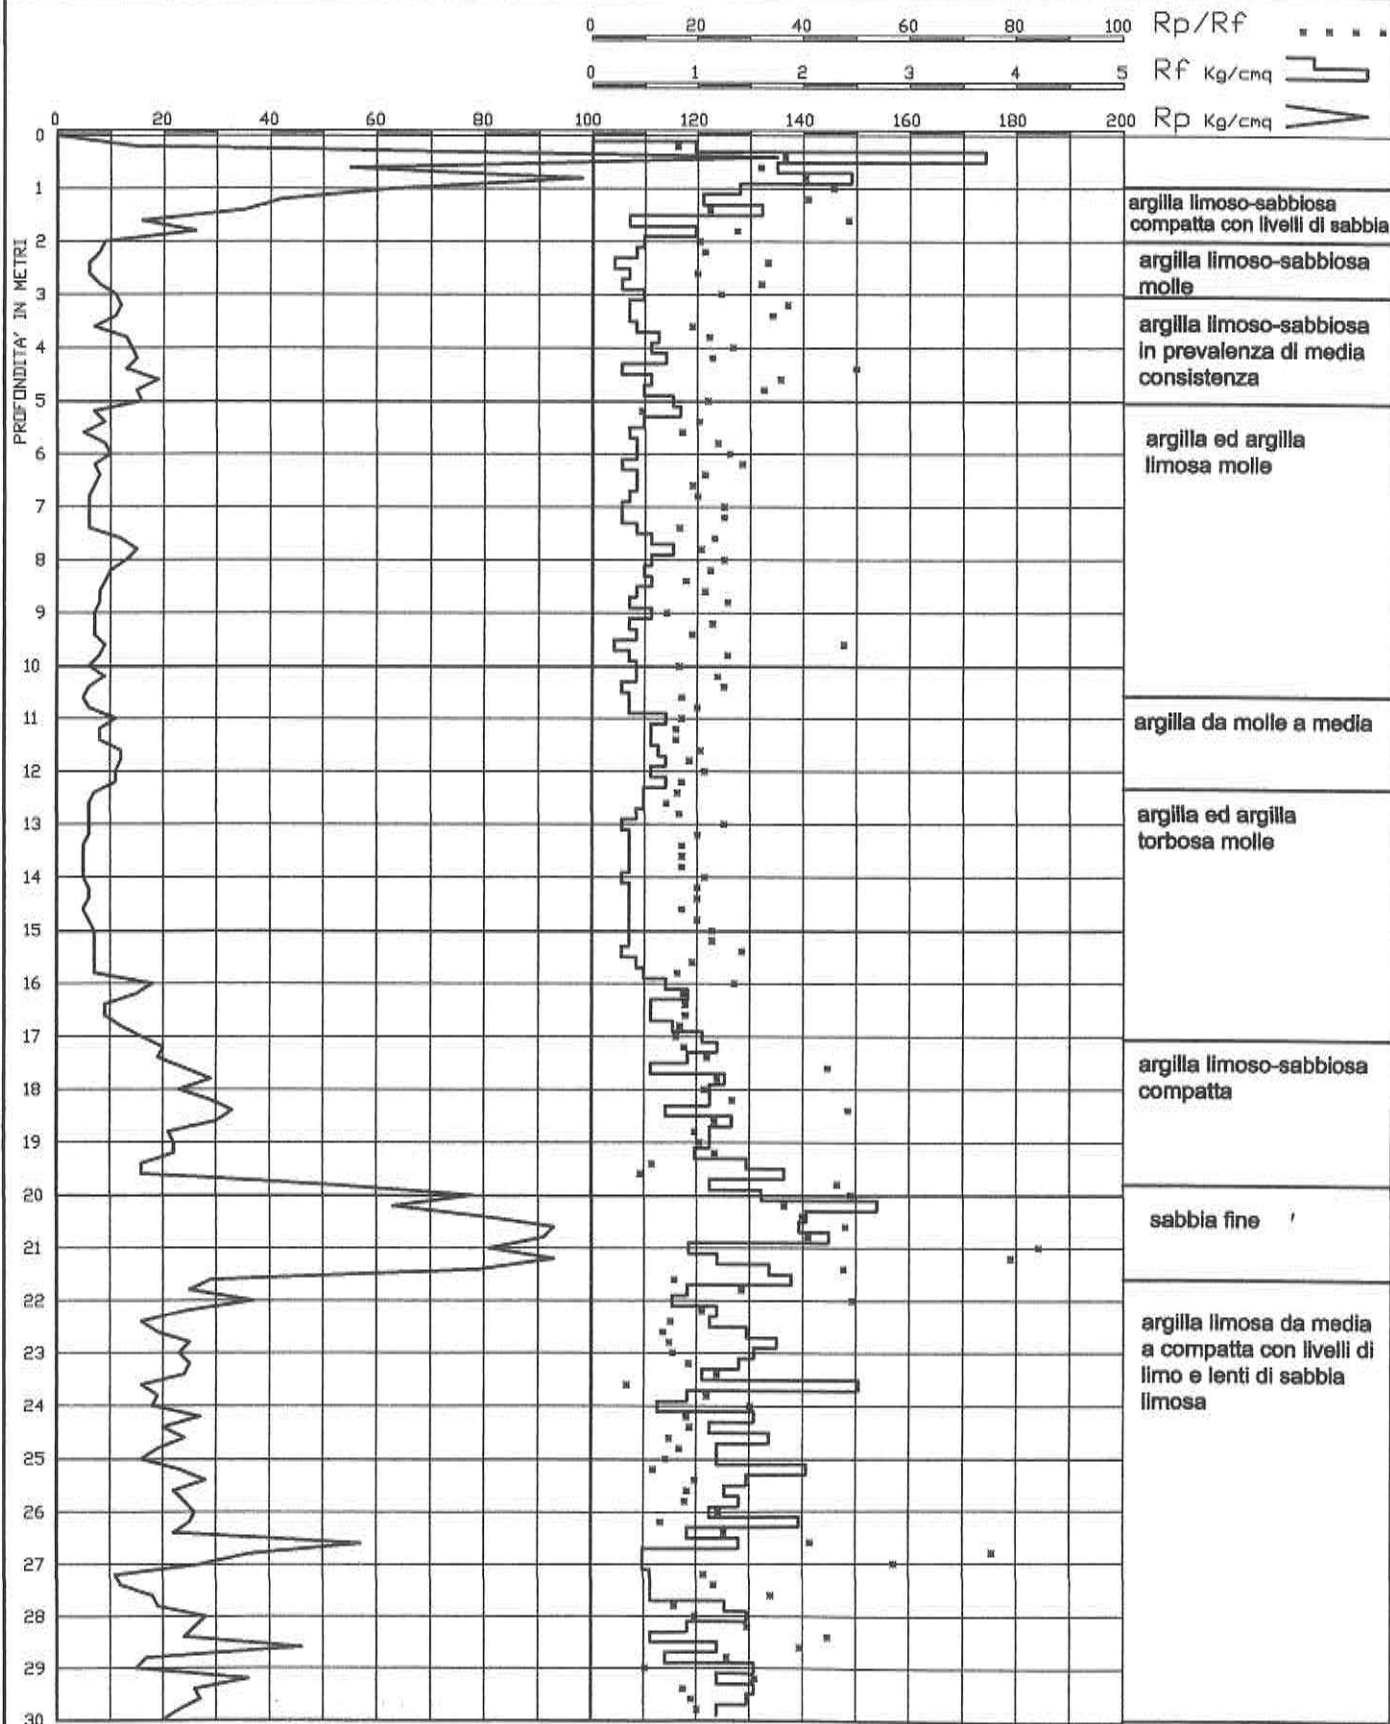 0 20 40 60 80 100 Rp/Rf
0 1 2 3 4 5 Rf Kg/cmq
0 20 40 60 80 100 120 140 160 180 200 Rp Kg/cmq
PROFONDITA' IN METRI
0
1
2
3
4
5
6
7
8
9
10
11
12
13
14
15
16
17
18
19
20
21
22
23
24
25
26
27
28
29
30
argilla limoso-sabbiosa
compatta con livelli di sabbia
argilla limoso-sabbiosa
molle
argilla limoso-sabbiosa
in prevalenza di media
consistenza
argilla ed argilla
limosa molle
argilla da molle a media
argilla ed argilla
torbosa molle
argilla limoso-sabbiosa
compatta
sabbia fine
argilla limosa da media
a compatta con livelli di
limo e lenti di sabbia
limosa